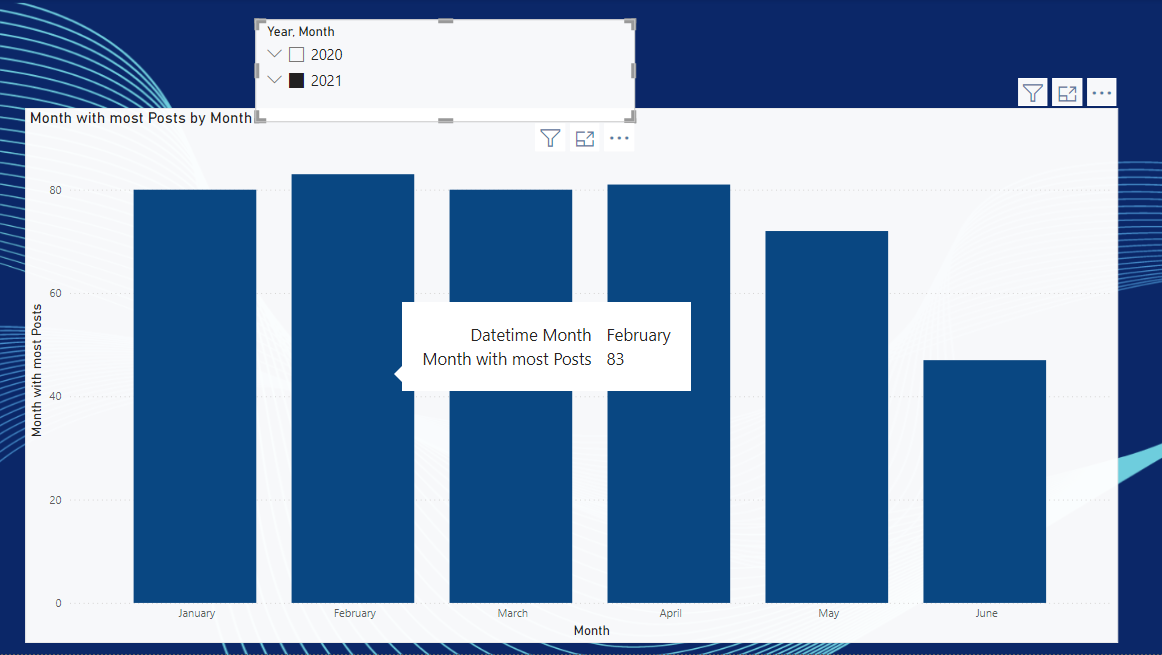 Year, Month
2020
2021
Month with most Posts by Month
Month with most Posts
80
60
40
20
0
Datetime Month February
Month with most Posts 83
January February March April May June
Month